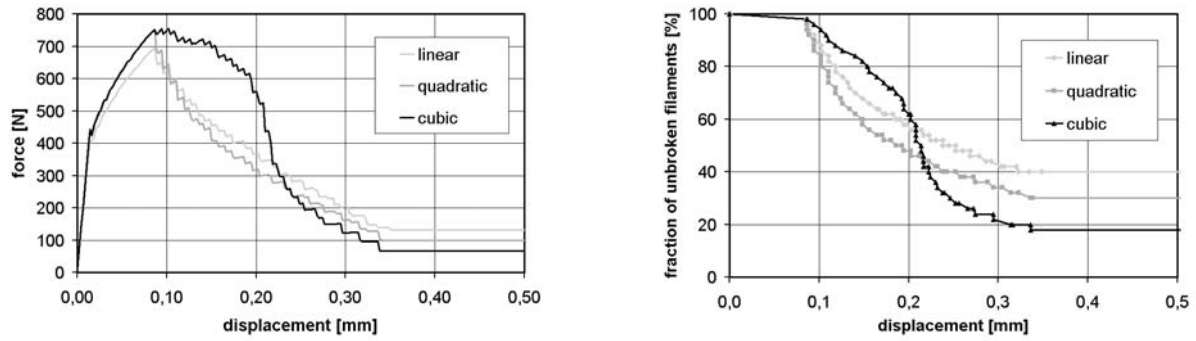 800
700
600
500
400
300
200
100
0
force [N]
linear
quadratic
cubic
0,00 0,10 0,20 0,30 0,40 0,50
displacement [mm]
100
80
60
40
20
0
fraction of unbroken filaments [%]
linear
quadratic
cubic
0,0 0,1 0,2 0,3 0,4 0,5
displacement [mm]